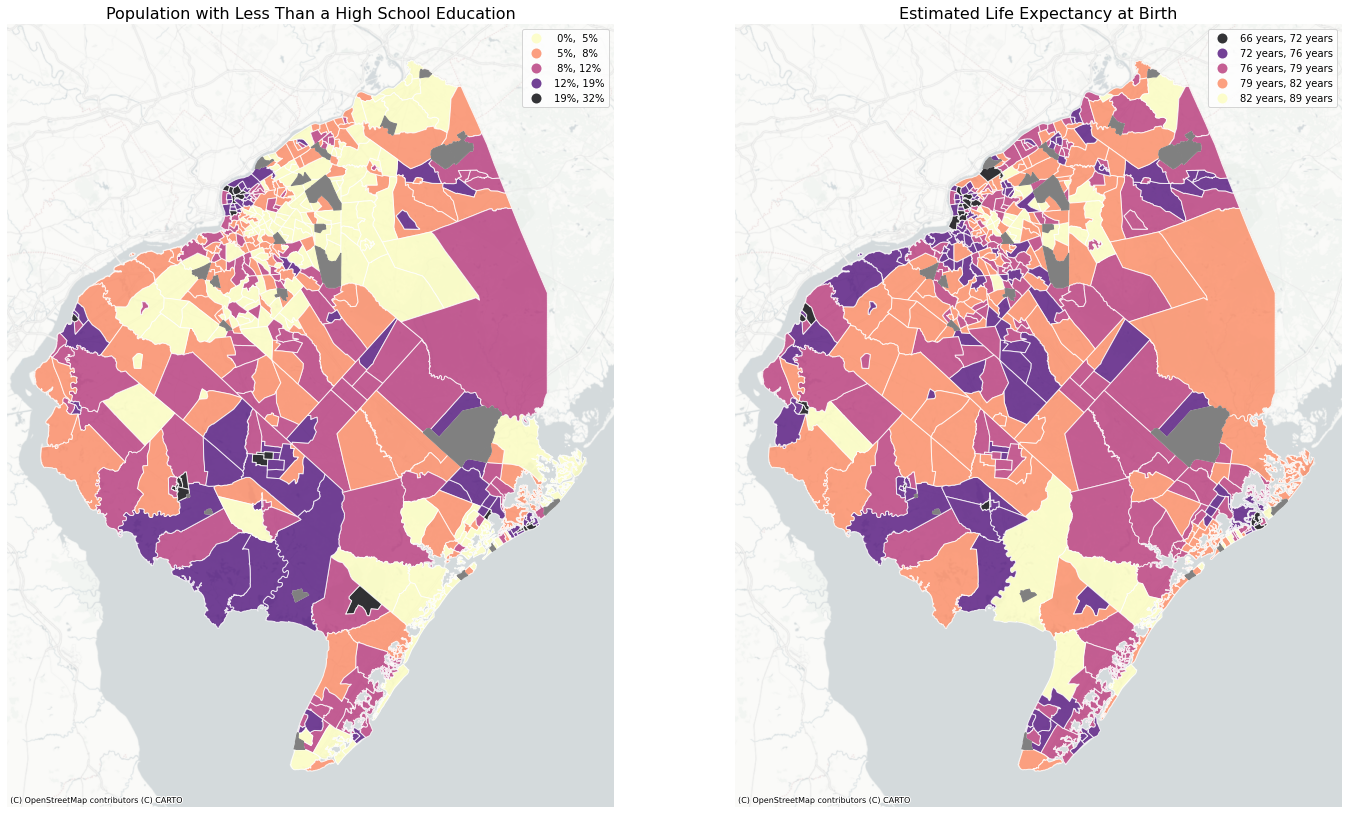 Population with Less Than a High School Education
0%, 5%
5%, 8%
8%, 12%
12%, 19%
19%, 32%
(C) OpenStreetMap contributors (C) CARTO
Estimated Life Expectancy at Birth
66 years, 72 years
72 years, 76 years
76 years, 79 years
79 years, 82 years
82 years, 89 years
(C) OpenStreetMap contributors (C) CARTO